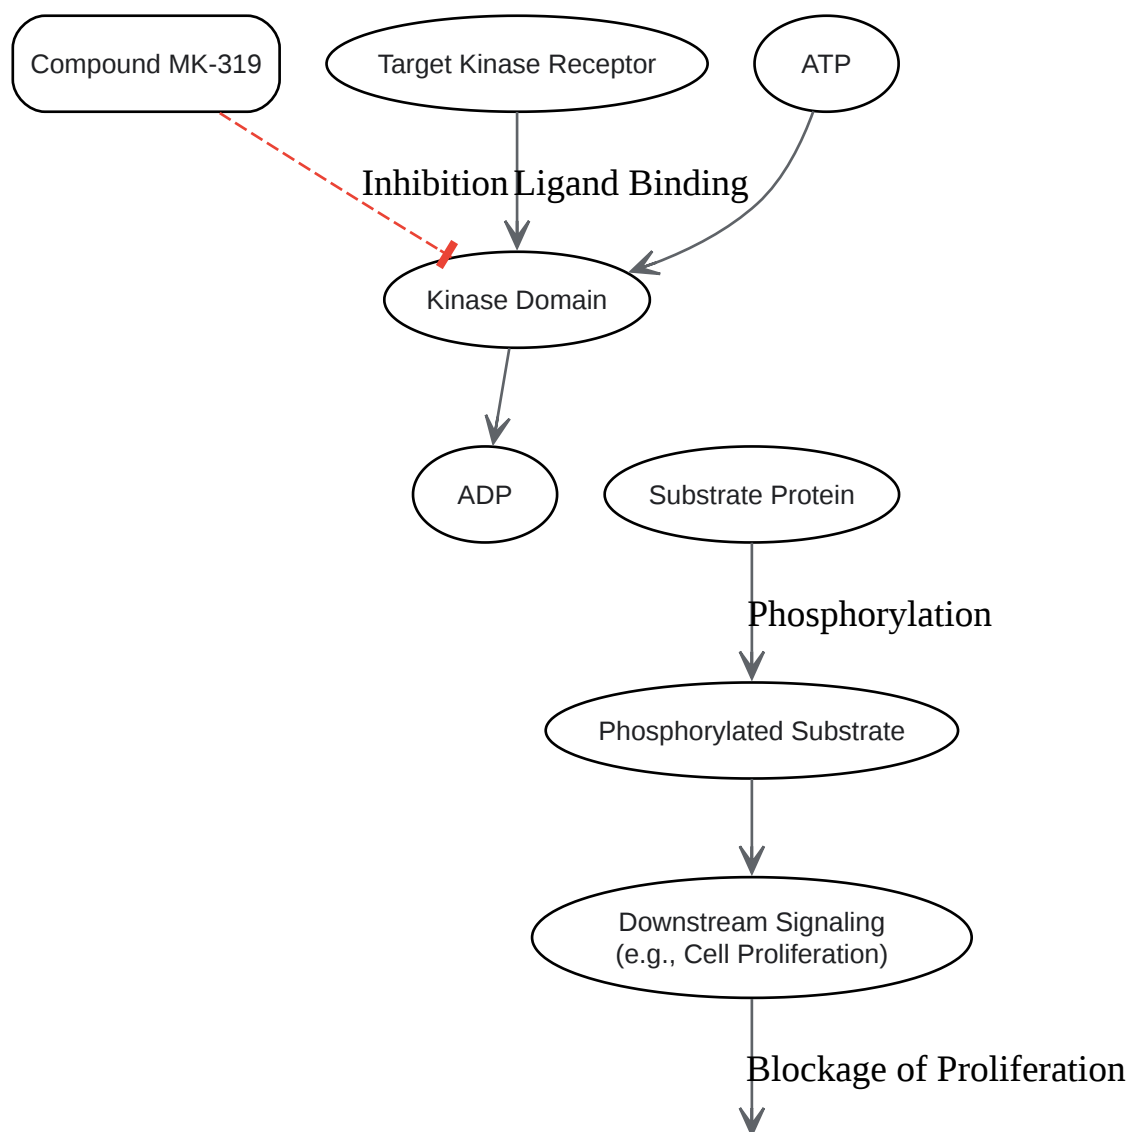 Compound MK-319
Target Kinase Receptor
ATP
Inhibition
Ligand Binding
Kinase Domain
ADP
Substrate Protein
Phosphorylation
Phosphorylated Substrate
Downstream Signaling
(e.g., Cell Proliferation)
Blockage of Proliferation